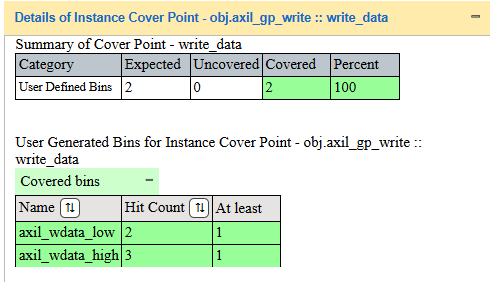 Details of Instance Cover Point - obj.axil_gp_write :: write_data
Summary of Cover Point - write_data
Category Expected Uncovered Covered Percent
User Defined Bins 2 0 2 100
User Generated Bins for Instance Cover Point - obj.axil_gp_write ::
write_data
Covered bins
Name Hit Count At least
axil_wdata_low 2 1
axil_wdata_high 3 1